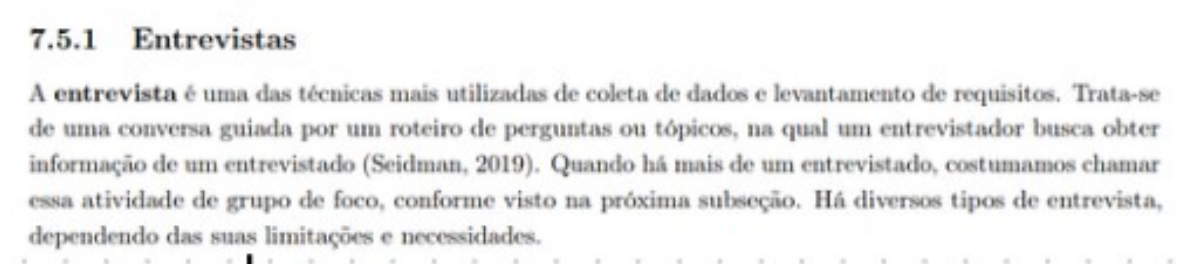 7.5.1 Entrevistas
A entrevista é uma das técnicas mais utilizadas de coleta de dados e levantamento de requisitos. Trata-se
de uma conversa guiada por um roteiro de perguntas ou tópicos, na qual um entrevistador busca obter
informação de um entrevistado (Seidman, 2019). Quando há mais de um entrevistado, costumamos chamar
essa atividade de grupo de foco, conforme visto na próxima subseção. Há diversos tipos de entrevista,
dependendo das suas limitações e necessidades.